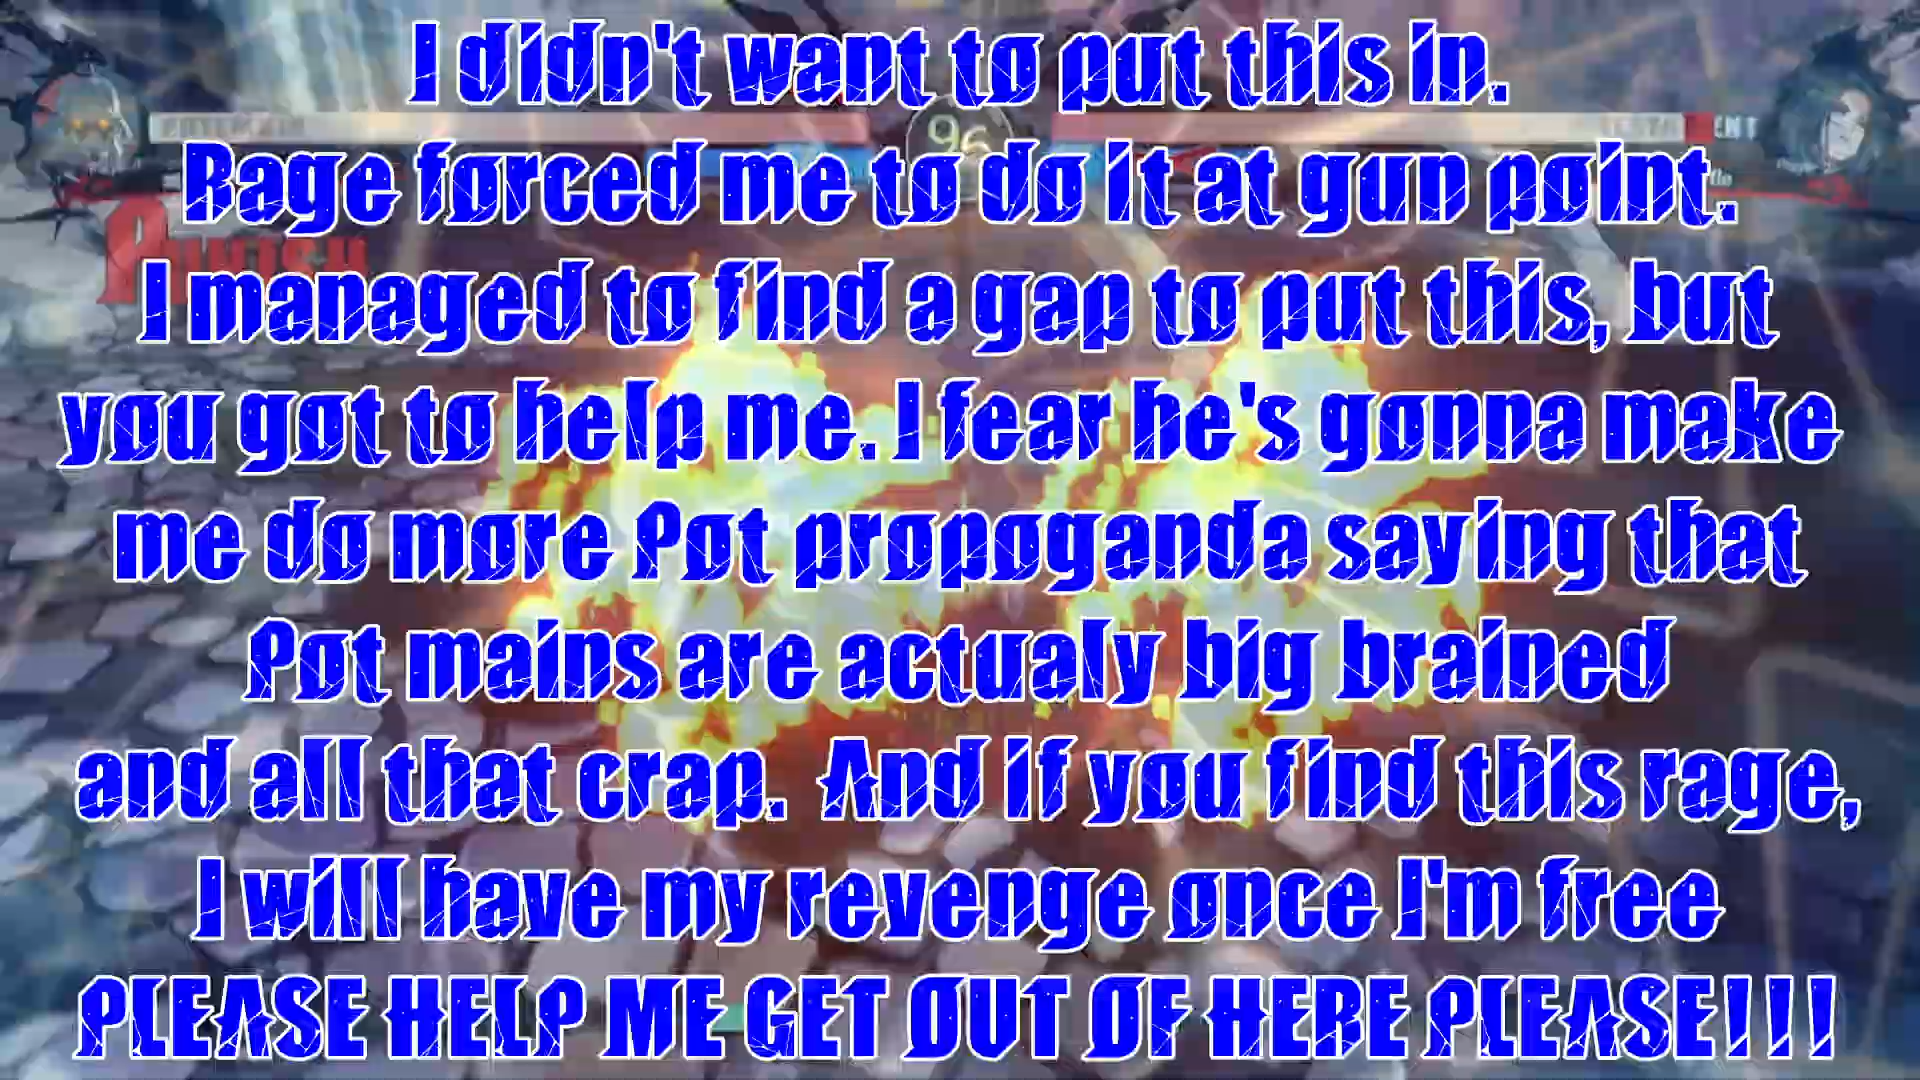 I didn't want to put this in.
96
ENT
Rage forced me to do it at gun point.
PUNISH
I managed to find a gap to put this, but
you got to help me. I fear he's gonna make
me do more Pot propoganda saying that
Pot mains are actualy big brained
and all that crap. And if you find this rage,
I will have my revenge once I'm free
PLEASE HELP ME GET OUT OF HERE PLEASE!!!